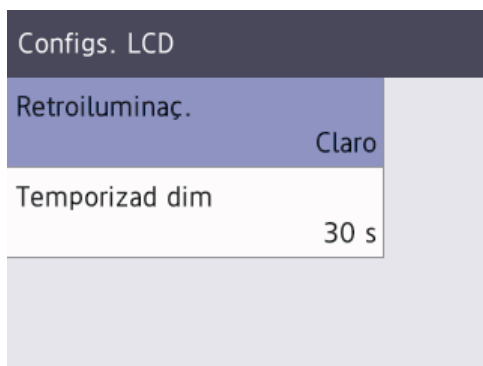 Configs. LCD
Retroiluminaç.
Claro
Temporizad dim
30 s